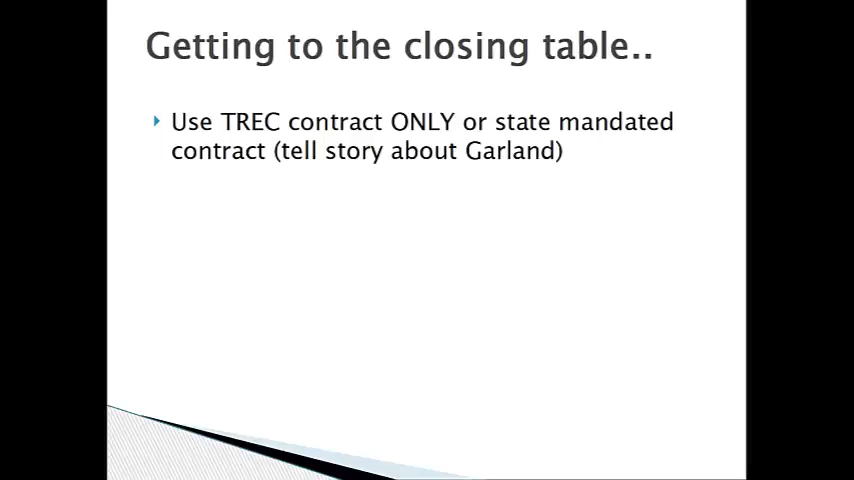 Getting to the closing table..
Use TREC contract ONLY or state mandated
contract (tell story about Garland)